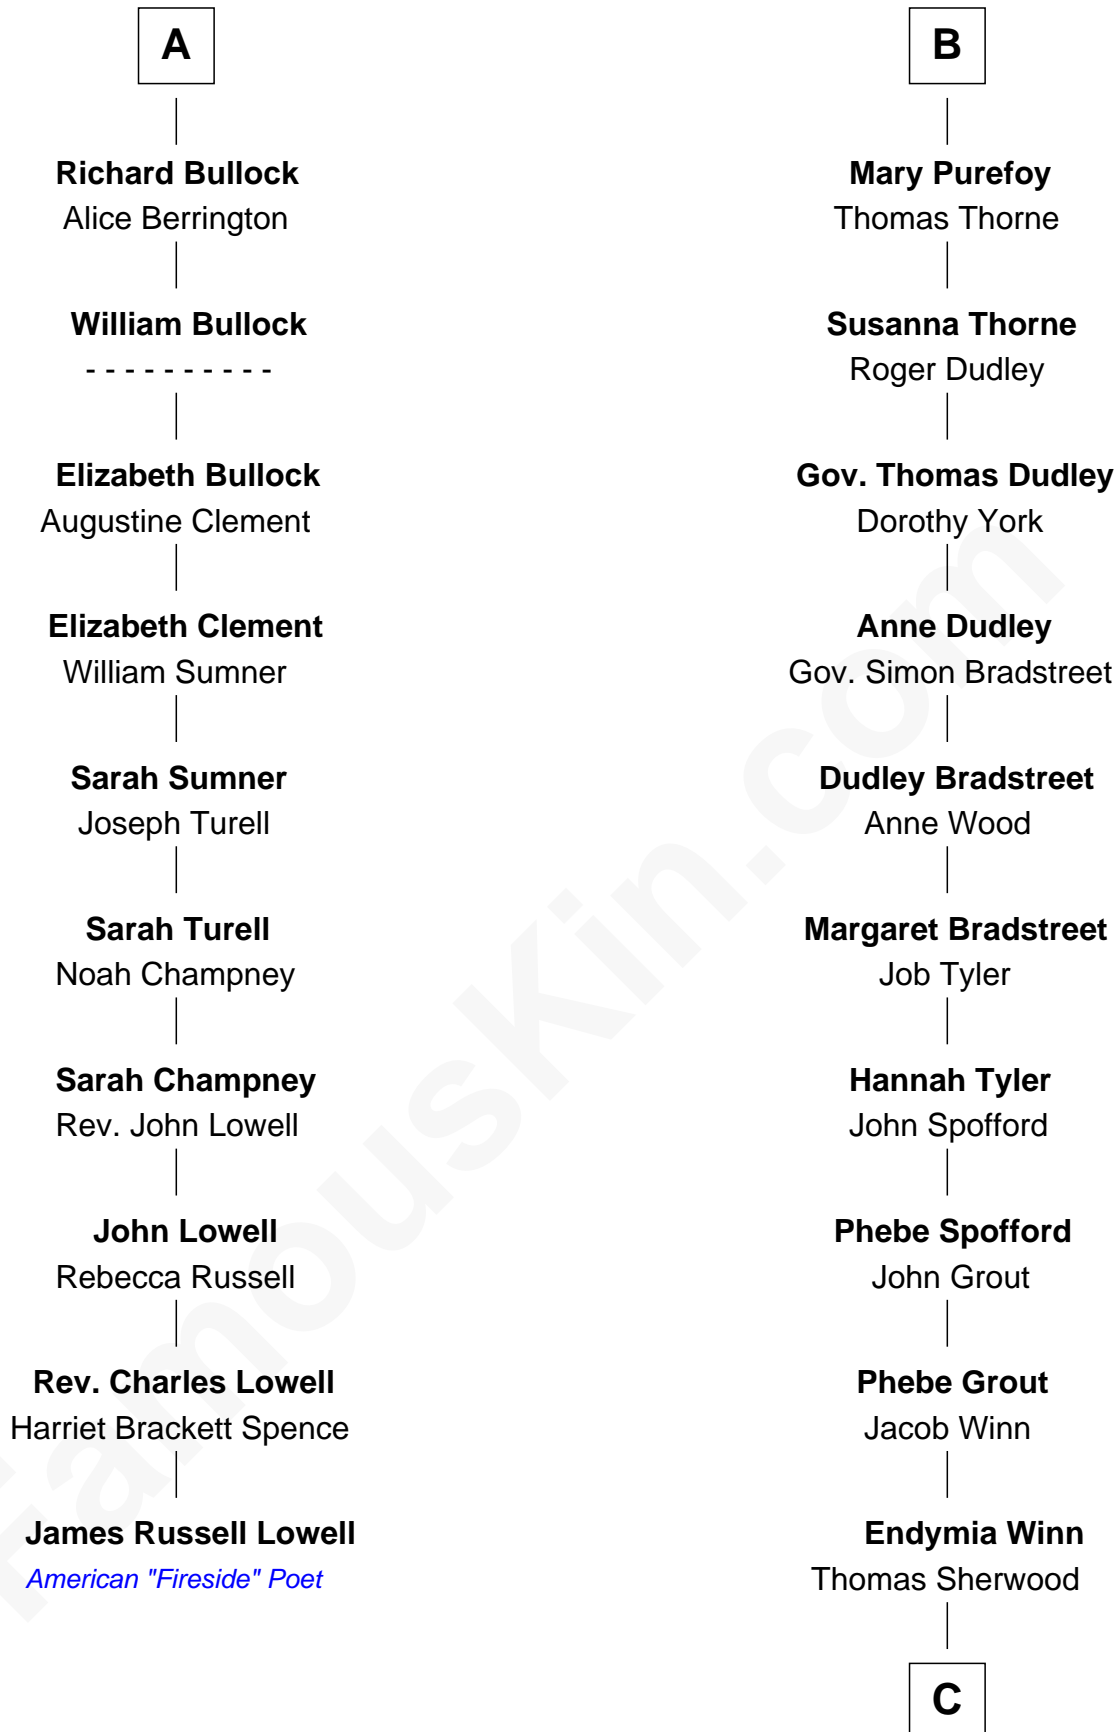 A
Richard Bullock
Alice Berrington
William Bullock
- - - - - - - - - -
Elizabeth Bullock
Augustine Clement
Elizabeth Clement
William Sumner
Sarah Sumner
Joseph Turell
Sarah Turell
Noah Champney
Sarah Champney
Rev. John Lowell
John Lowell
Rebecca Russell
Rev. Charles Lowell
Harriet Brackett Spence
James Russell Lowell
American "Fireside" Poet
B
Mary Purefoy
Thomas Thorne
Susanna Thorne
Roger Dudley
Gov. Thomas Dudley
Dorothy York
Anne Dudley
Gov. Simon Bradstreet
Dudley Bradstreet
Anne Wood
Margaret Bradstreet
Job Tyler
Hannah Tyler
John Spofford
Phebe Spofford
John Grout
Phebe Grout
Jacob Winn
Endymia Winn
Thomas Sherwood
C
FamousKin.com